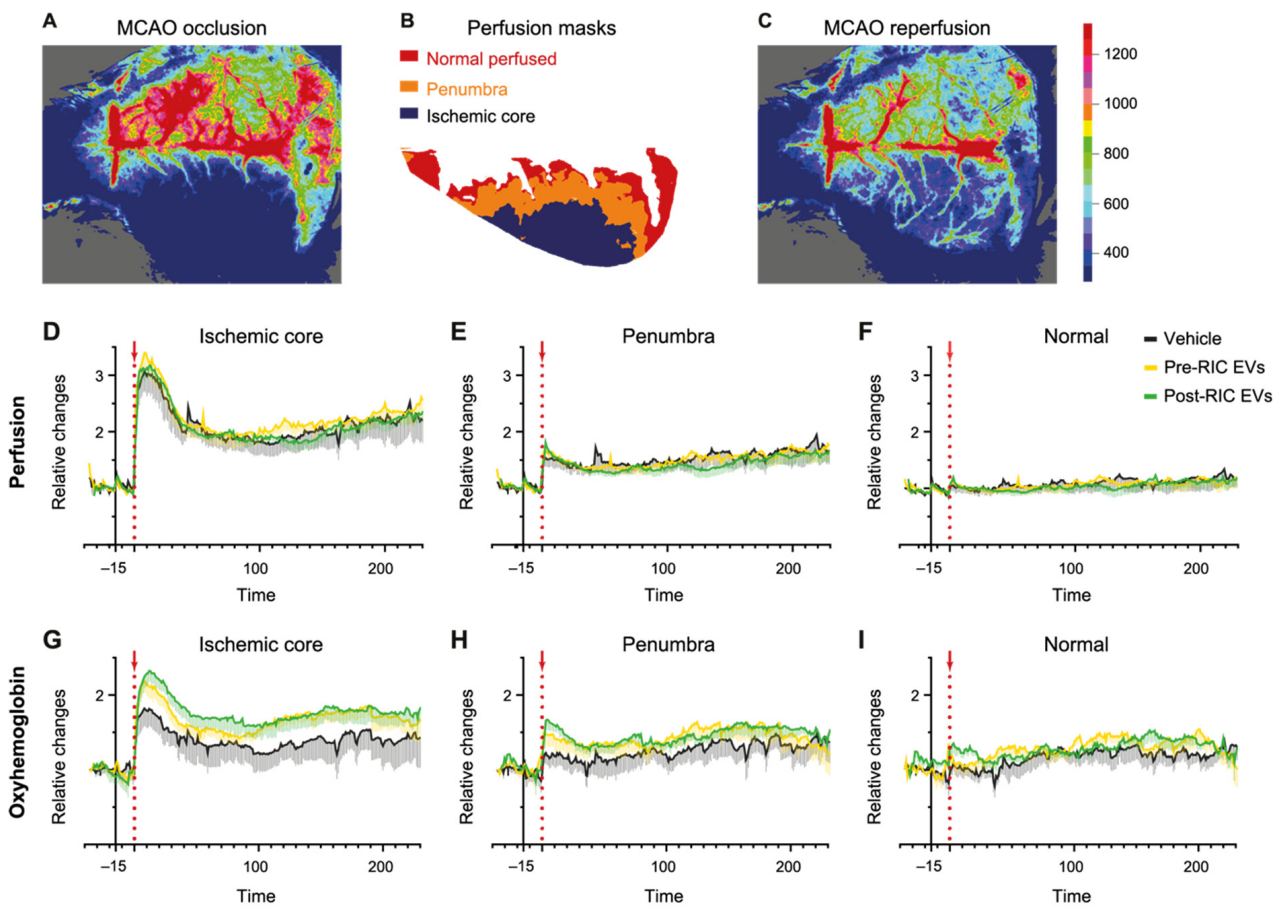 A
MCAO occlusion
B
Perfusion masks
Normal perfused
Penumbra
Ischemic core
C
MCAO reperfusion
1200
1000
800
600
400
Perfusion
D
Ischemic core
Relative changes
3
2
–15
100
200
Time
E
Penumbra
Relative changes
3
2
–15
100
200
Time
F
Normal
Vehicle
Pre-RIC EVs
Post-RIC EVs
Relative changes
3
2
–15
100
200
Time
Oxyhemoglobin
G
Ischemic core
Relative changes
2
–15
100
200
Time
H
Penumbra
Relative changes
2
–15
100
200
Time
I
Normal
Relative changes
2
–15
100
200
Time